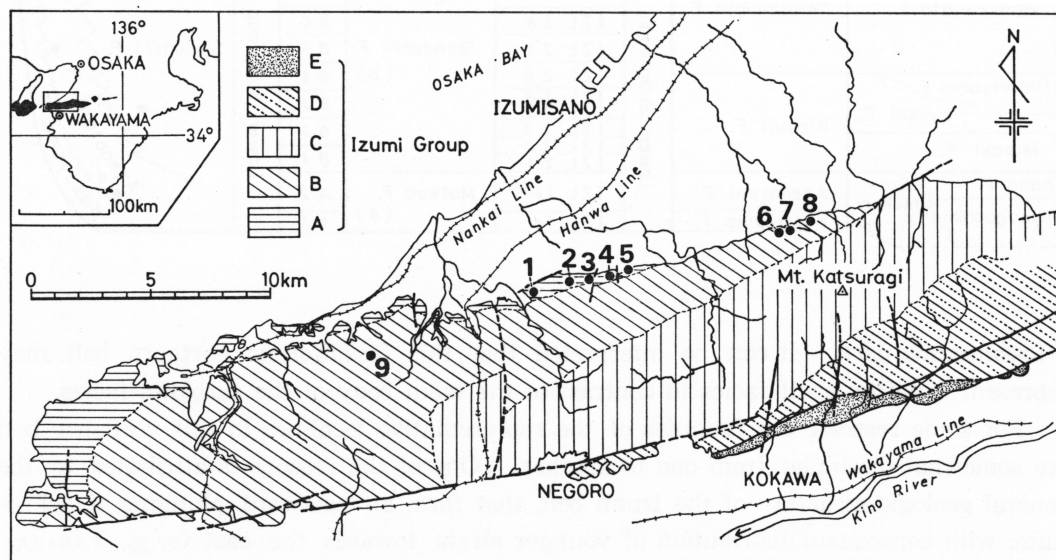 136°
OSAKA
WAKAYAMA
34°
100km
E
D
C
B
A
Izumi Group
OSAKA · BAY
IZUMISANO
N
Nankai Line
Hanwa Line
0 5 10km
1 2 3 4 5
6 7 8
Mt. Katsuragi
9
NEGORO
KOKAWA
Wakayama Line
Kino River